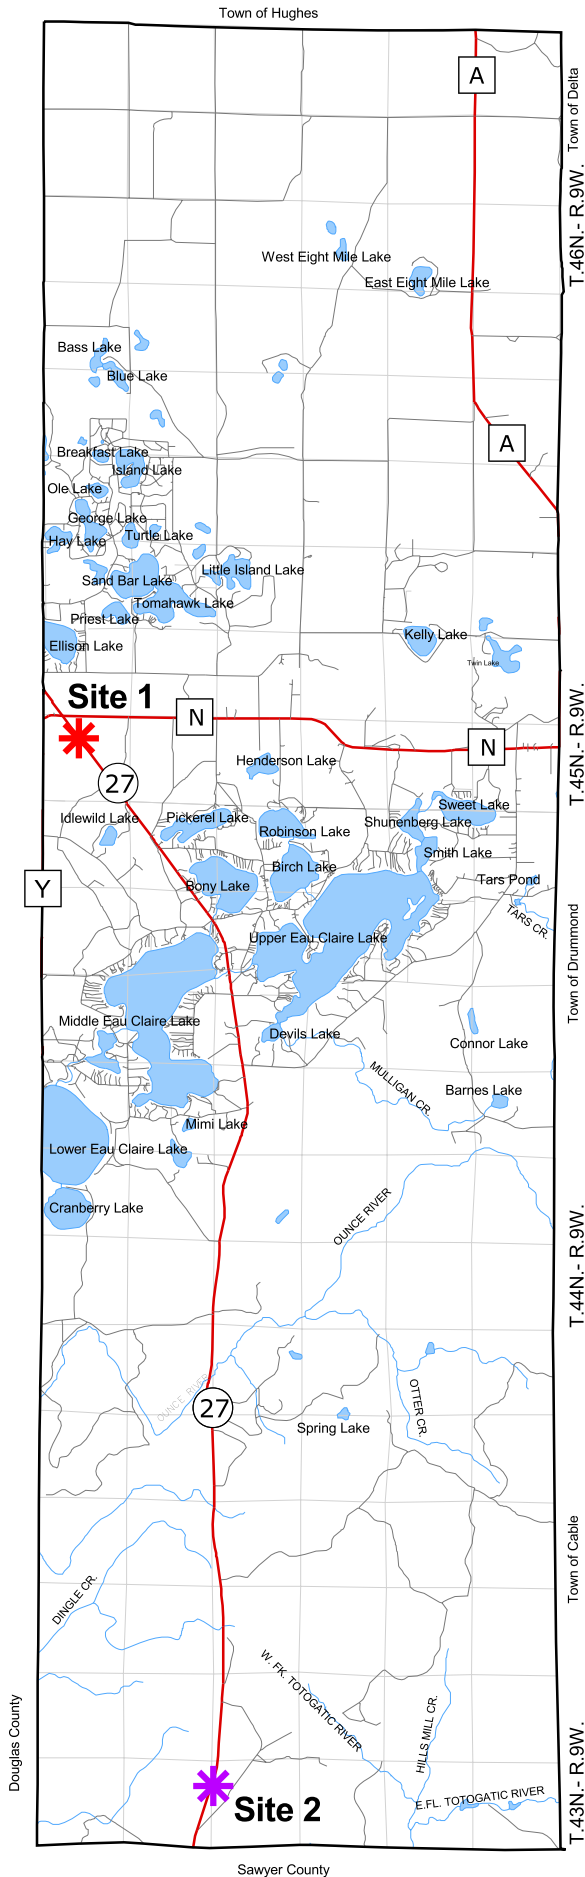 Town of Hughes
A
Town of Delta
T.46N.- R.9W.
West Eight Mile Lake
East Eight Mile Lake
Bass Lake
Blue Lake
A
Breakfast Lake
Island Lake
Ole Lake
George Lake
Turtle Lake
Hay Lake
Little Island Lake
Sand Bar Lake
Tomahawk Lake
Priest Lake
Kelly Lake
Ellison Lake
Twin Lake
Site 1
N
N
T.45N.- R.9W.
Henderson Lake
27
Sweet Lake
Idlewild Lake
Pickerel Lake
Shunenberg Lake
Robinson Lake
Smith Lake
Birch Lake
Tars Pond
Bony Lake
Y
TARS CR.
Upper Eau Claire Lake
Town of Drummond
Middle Eau Claire Lake
Devils Lake
Connor Lake
MULLIGAN CR.
Barnes Lake
Mimi Lake
Lower Eau Claire Lake
Cranberry Lake
OUNCE RIVER
T.44N.- R.9W.
OUNCE RIVER
27
OTTER CR.
Spring Lake
Town of Cable
DINGLE CR.
W. FK. TOTOGATIC RIVER
HILLS MILL CR.
Douglas County
T.43N.- R.9W.
E.FL. TOTOGATIC RIVER
Site 2
Sawyer County